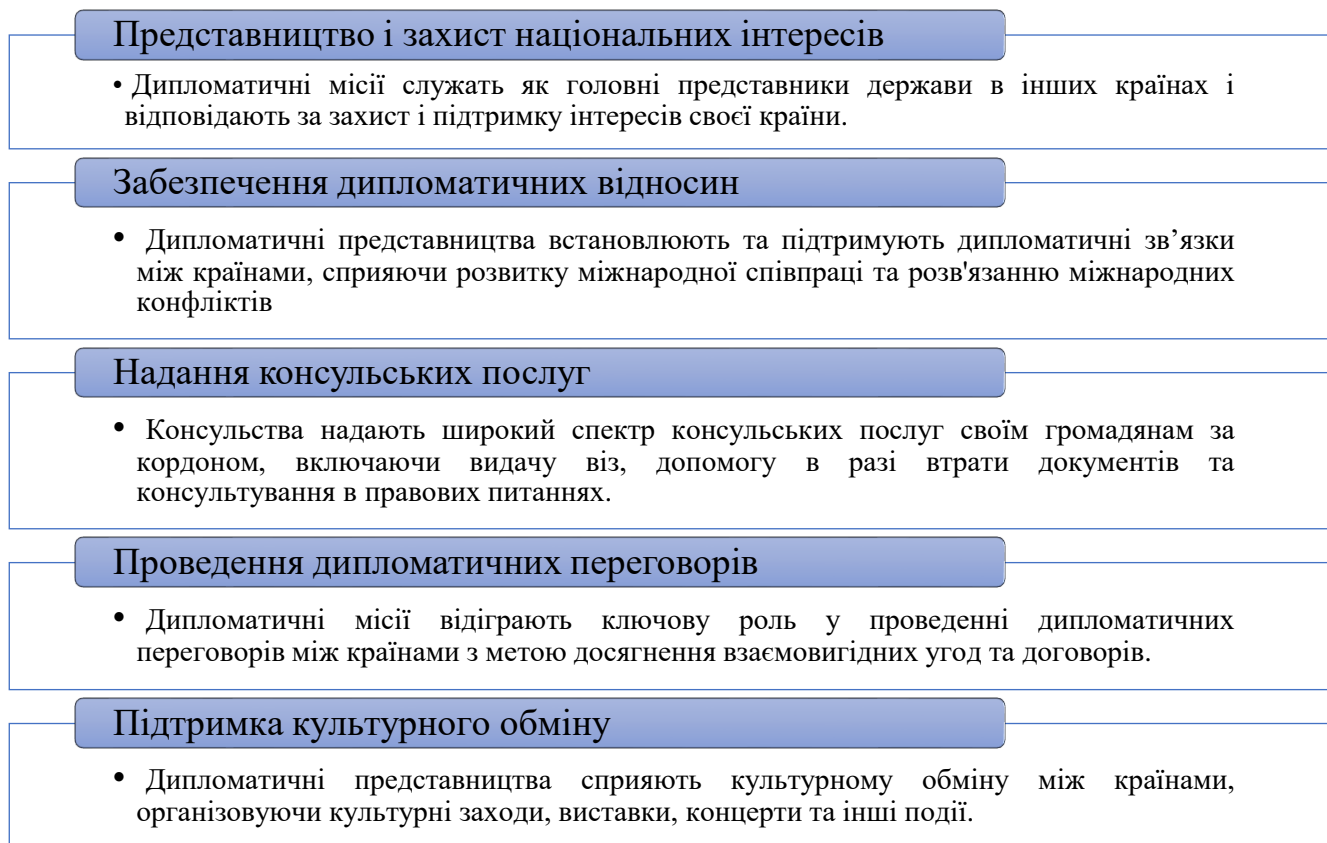 Представництво і захист національних інтересів
• Дипломатичні місії служать як головні представники держави в інших країнах і
відповідають за захист і підтримку інтересів своєї країни.
Забезпечення дипломатичних відносин
• Дипломатичні представництва встановлюють та підтримують дипломатичні зв’язки
між країнами, сприяючи розвитку міжнародної співпраці та розв'язанню міжнародних
конфліктів
Надання консульських послуг
• Консульства надають широкий спектр консульських послуг своїм громадянам за
кордоном, включаючи видачу віз, допомогу в разі втрати документів та
консультування в правових питаннях.
Проведення дипломатичних переговорів
• Дипломатичні місії відіграють ключову роль у проведенні дипломатичних
переговорів між країнами з метою досягнення взаємовигідних угод та договорів.
Підтримка культурного обміну
• Дипломатичні представництва сприяють культурному обміну між країнами,
організовуючи культурні заходи, виставки, концерти та інші події.